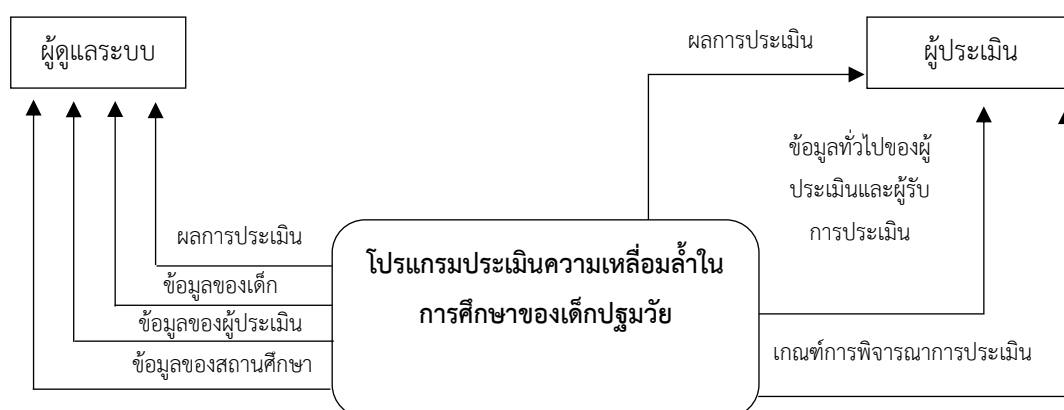 ผู้ดูแลระบบ
ผลการประเมิน
ผู้ประเมิน
ข้อมูลทั่วไปของผู้
ประเมินและผู้รับ
การประเมิน
ผลการประเมิน
ข้อมูลของเด็ก
ข้อมูลของผู้ประเมิน
ข้อมูลของสถานศึกษา
โปรแกรมประเมินความเหลื่อมล้ำใน
การศึกษาของเด็กปฐมวัย
เกณฑ์การพิจารณาการประเมิน